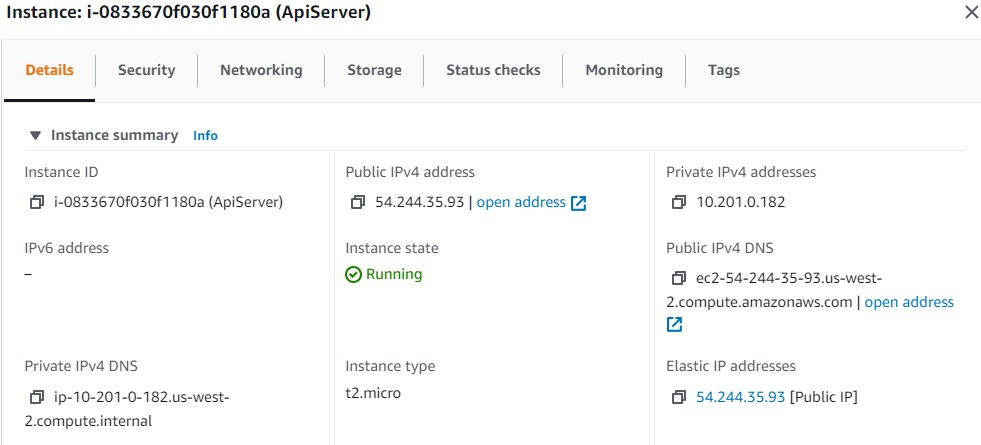 Instance: i-0833670f030f1180a (ApiServer)
Details Security Networking Storage Status checks Monitoring Tags
Instance summary Info
Instance ID
i-0833670f030f1180a (ApiServer)
Public IPv4 address
54.244.35.93 | open address
Private IPv4 addresses
10.201.0.182
IPv6 address
–
Instance state
Running
Public IPv4 DNS
ec2-54-244-35-93.us-west-
2.compute.amazonaws.com | open address
Private IPv4 DNS
ip-10-201-0-182.us-west-
2.compute.internal
Instance type
t2.micro
Elastic IP addresses
54.244.35.93 [Public IP]